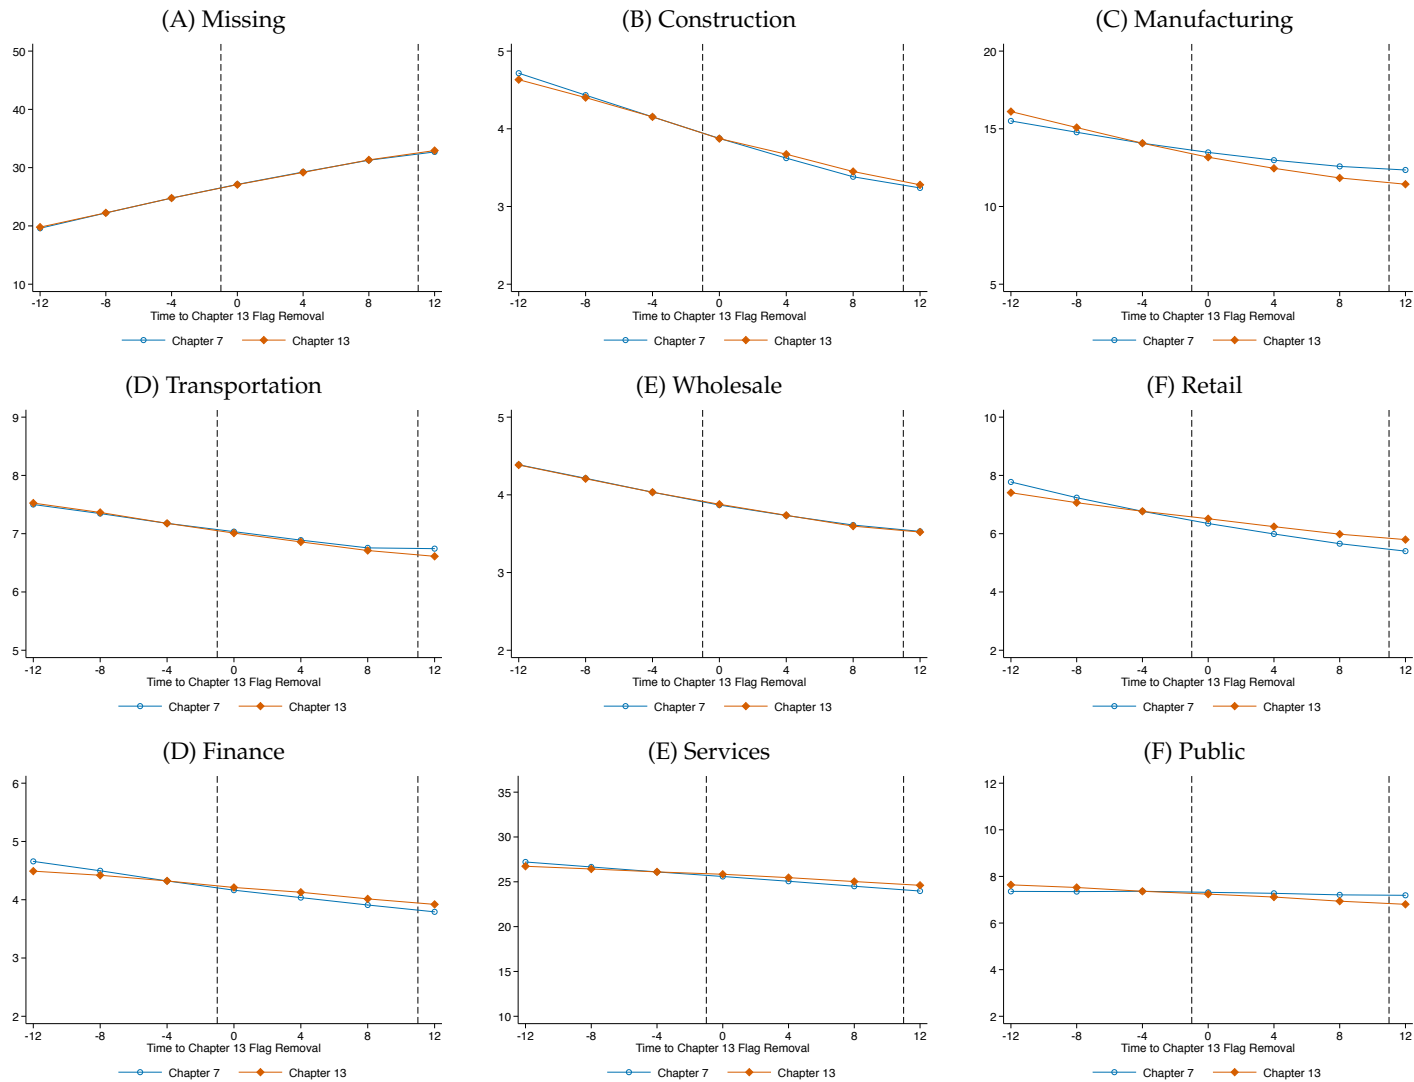 (A) Missing
50
40
30
20
10
-12 -8 -4 0 4 8 12
Time to Chapter 13 Flag Removal
Chapter 7 Chapter 13
(B) Construction
5
4
3
2
-12 -8 -4 0 4 8 12
Time to Chapter 13 Flag Removal
Chapter 7 Chapter 13
(C) Manufacturing
20
15
10
5
-12 -8 -4 0 4 8 12
Time to Chapter 13 Flag Removal
Chapter 7 Chapter 13
(D) Transportation
9
8
7
6
5
-12 -8 -4 0 4 8 12
Time to Chapter 13 Flag Removal
Chapter 7 Chapter 13
(E) Wholesale
5
4
3
2
-12 -8 -4 0 4 8 12
Time to Chapter 13 Flag Removal
Chapter 7 Chapter 13
(F) Retail
10
8
6
4
2
-12 -8 -4 0 4 8 12
Time to Chapter 13 Flag Removal
Chapter 7 Chapter 13
(D) Finance
6
5
4
3
2
-12 -8 -4 0 4 8 12
Time to Chapter 13 Flag Removal
Chapter 7 Chapter 13
(E) Services
35
30
25
20
15
10
-12 -8 -4 0 4 8 12
Time to Chapter 13 Flag Removal
Chapter 7 Chapter 13
(F) Public
12
10
8
6
4
2
-12 -8 -4 0 4 8 12
Time to Chapter 13 Flag Removal
Chapter 7 Chapter 13